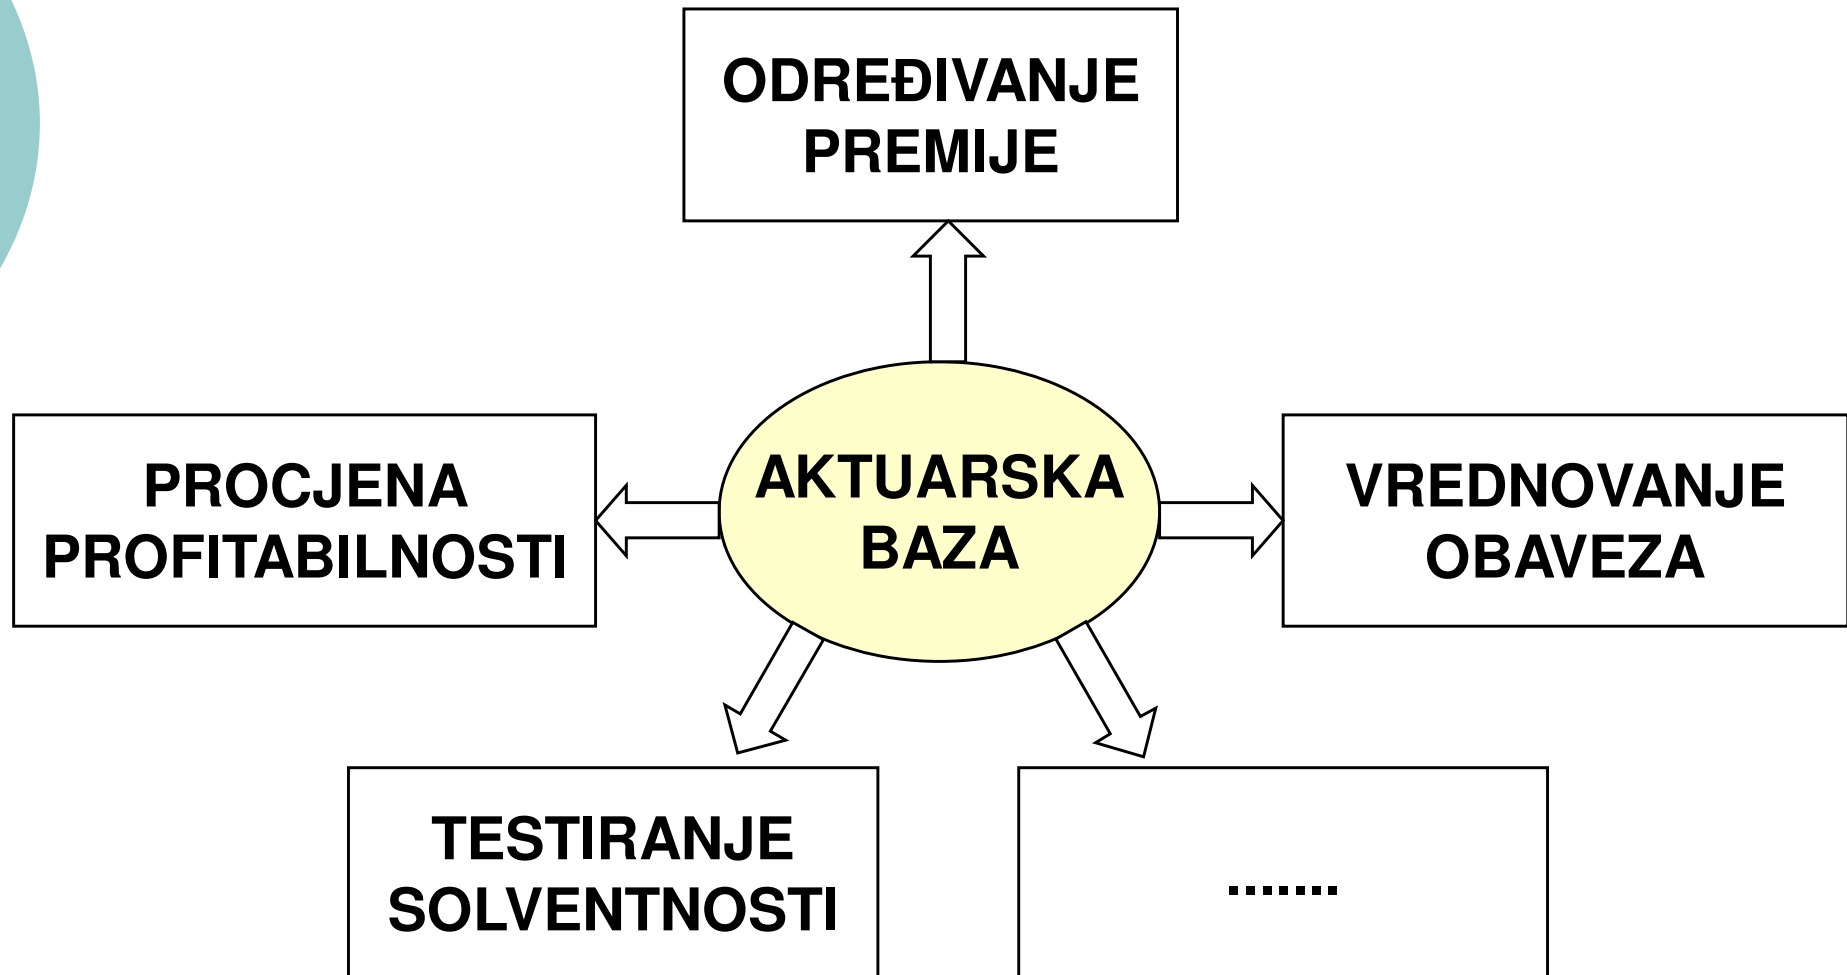 ODREĐIVANJE
PREMIJE
PROCJENA
PROFITABILNOSTI
AKTUARSKA
BAZA
VREDNOVANJE
OBAVEZA
TESTIRANJE
SOLVENTNOSTI
.......